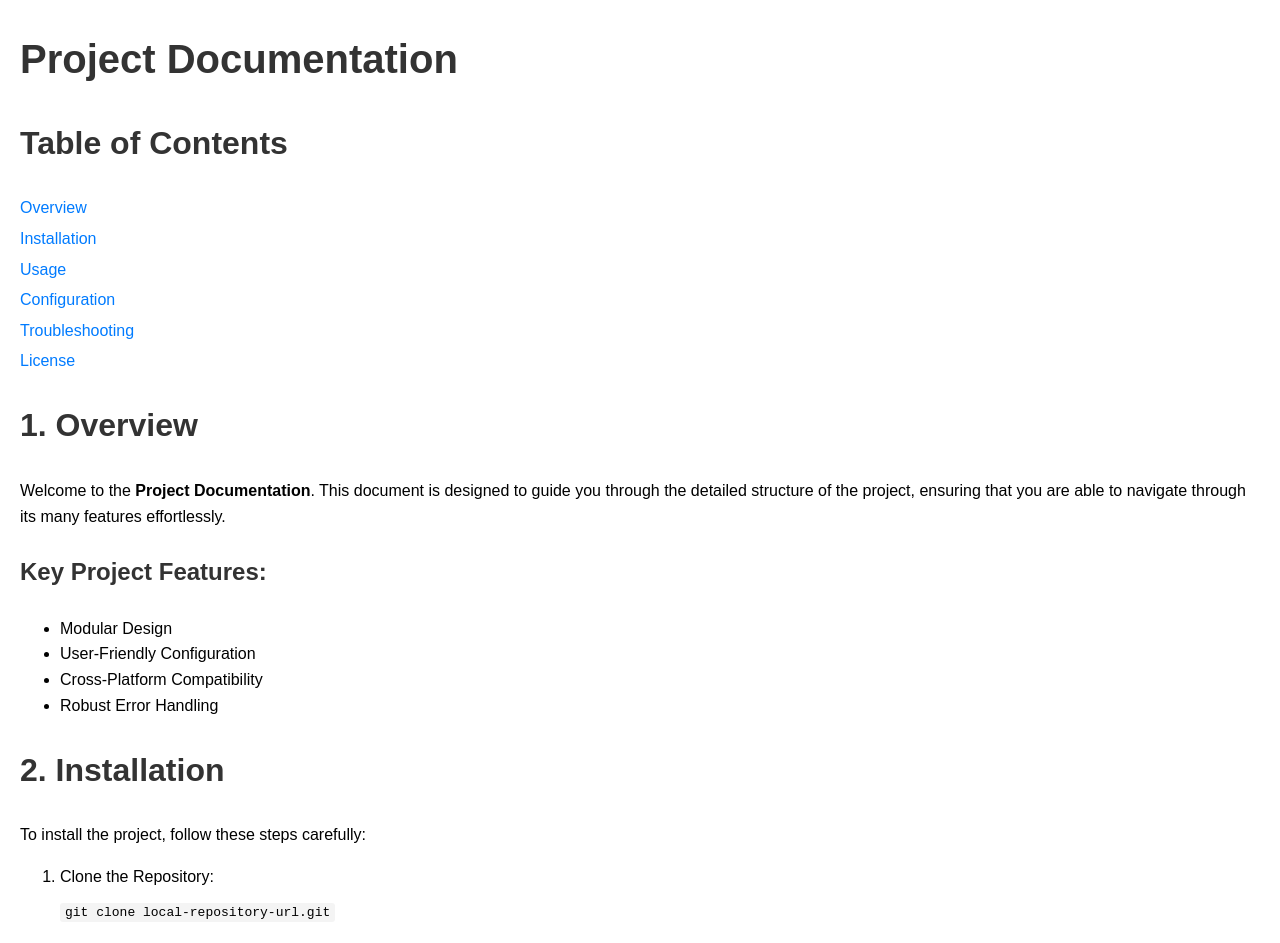 Project Documentation
Table of Contents
Overview
Installation
Usage
Configuration
Troubleshooting
License
1. Overview
Welcome to the Project Documentation. This document is designed to guide you through the detailed structure of the project, ensuring that you are able to navigate through
its many features effortlessly.
Key Project Features:
• Modular Design
• User-Friendly Configuration
• Cross-Platform Compatibility
• Robust Error Handling
2. Installation
To install the project, follow these steps carefully:
1. Clone the Repository:
git clone local-repository-url.git